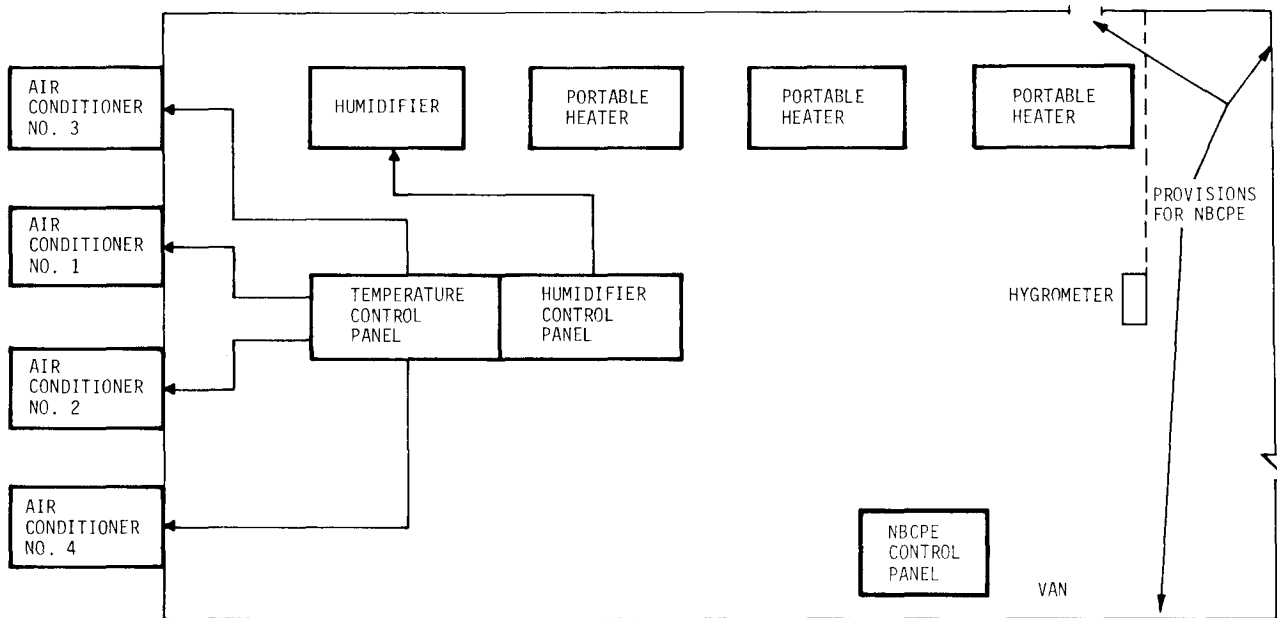 AIR
CONDITIONER
NO. 3
HUMIDIFIER
PORTABLE
HEATER
PORTABLE
HEATER
PORTABLE
HEATER
PROVISIONS
FOR NBCPE
AIR
CONDITIONER
NO. 1
TEMPERATURE
CONTROL
PANEL
HUMIDIFIER
CONTROL
PANEL
HYGROMETER
AIR
CONDITIONER
NO. 2
AIR
CONDITIONER
NO. 4
NBCPE
CONTROL
PANEL
VAN